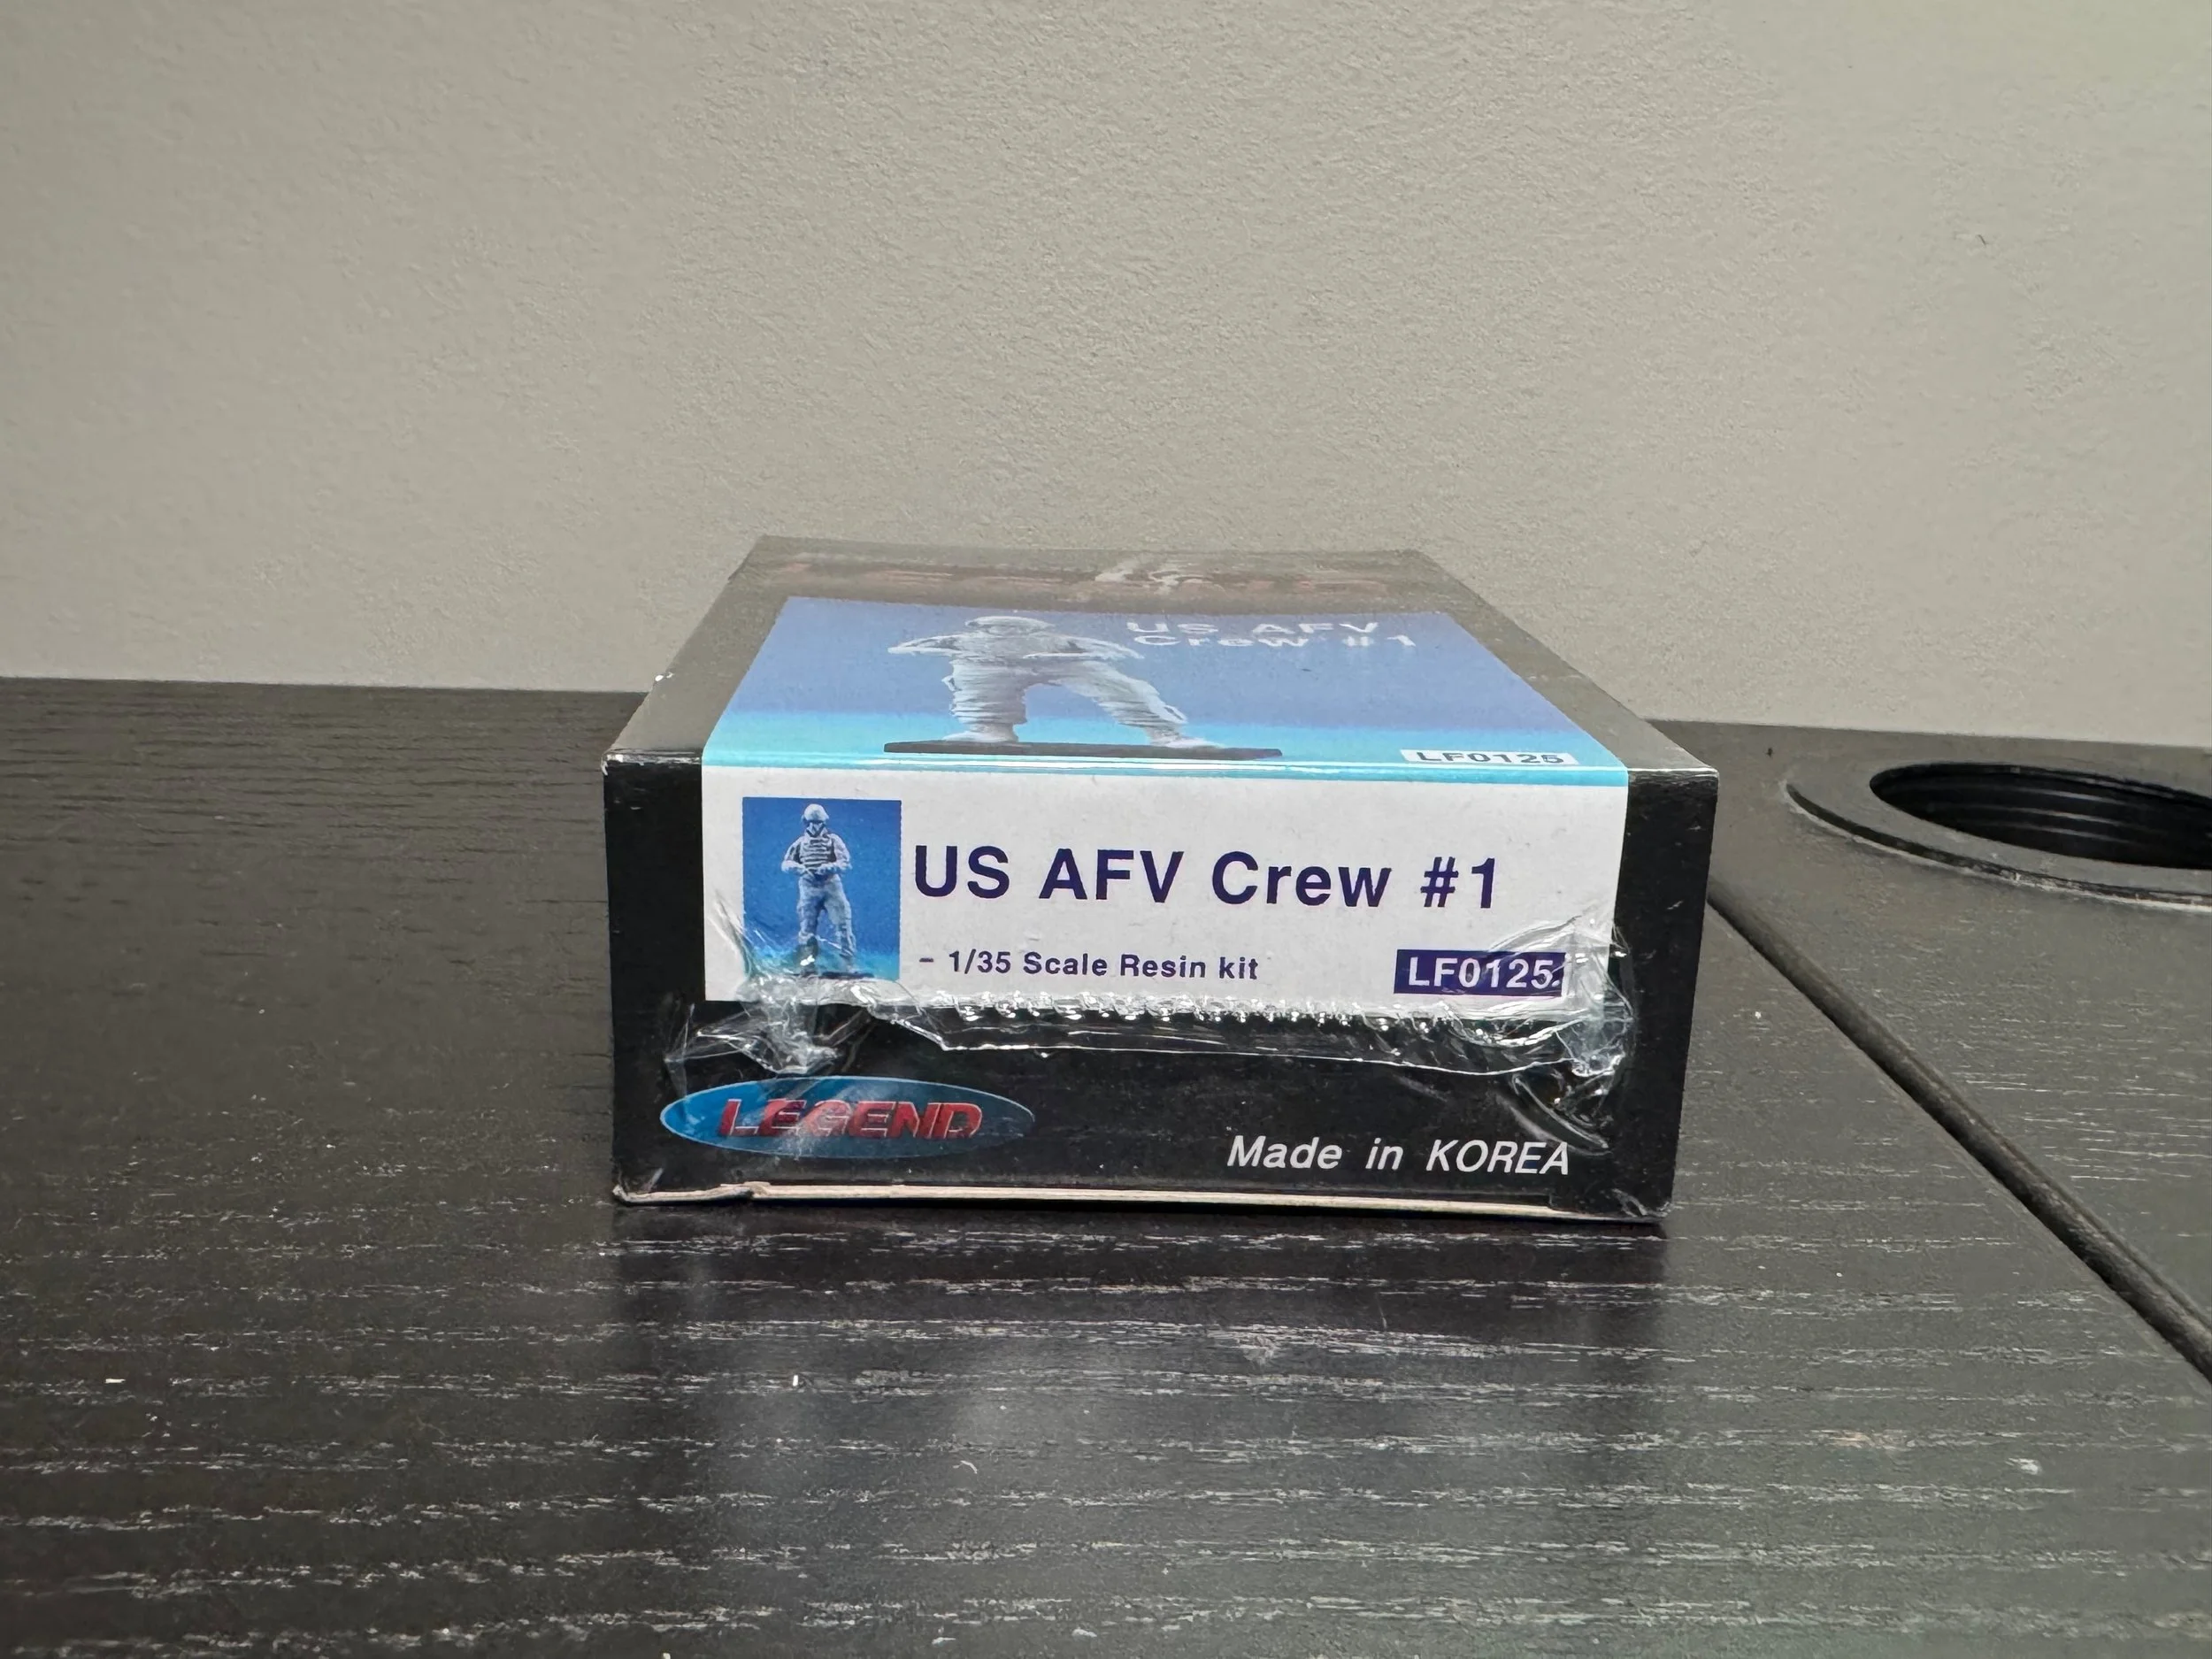 US AFV
Crew #1
LF0125
US AFV Crew #1
- 1/35 Scale Resin kit
LF0125
LEGEND
Made in KOREA